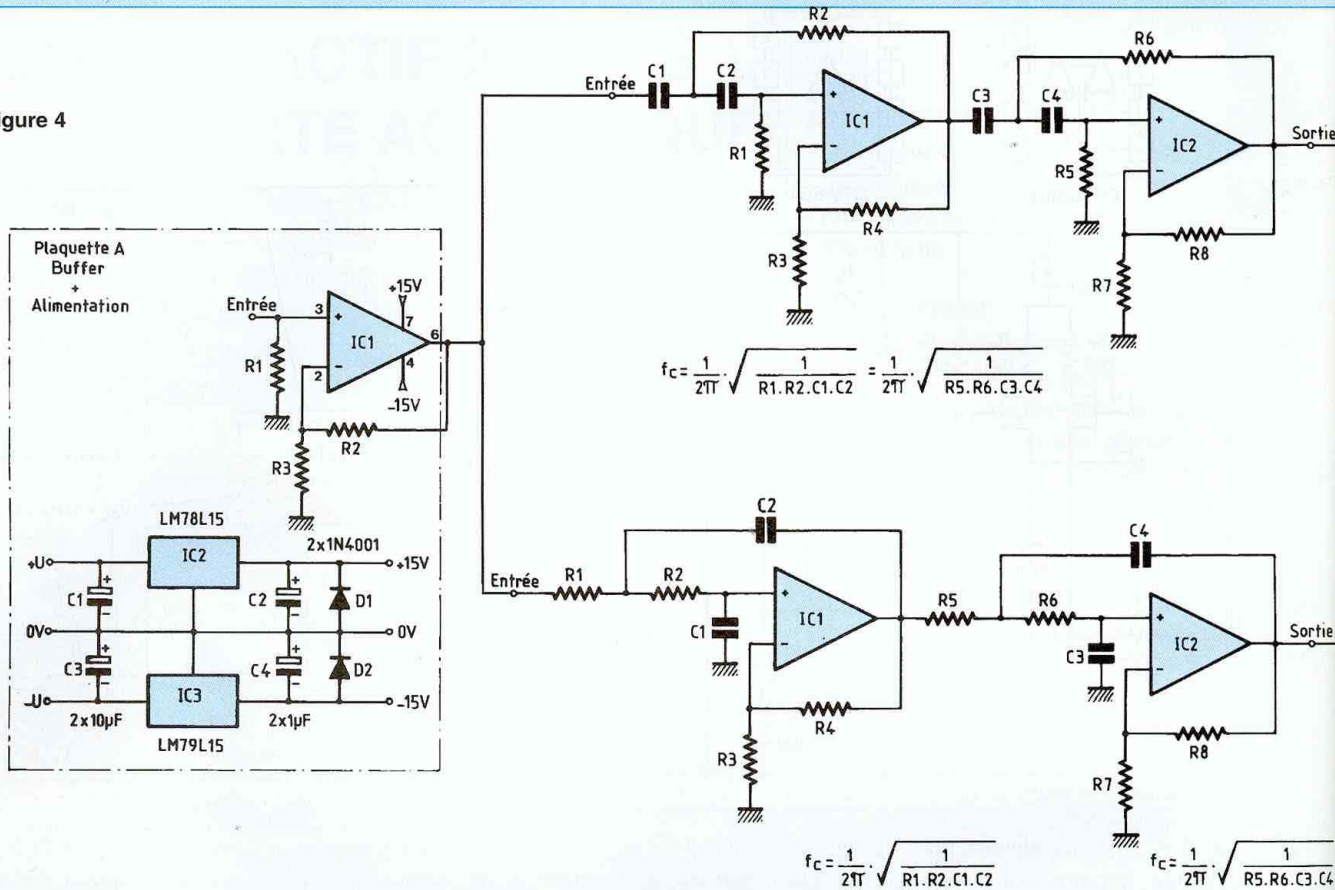 igure 4
Plaquette A
Buffer
+
Alimentation
Entrée
3
+
+15V
7
6
IC1
R1
2
-
4
-15V
R2
R3
LM78L15
IC2
2x1N4001
+U
+15V
C1
+
-
C2
+
-
D1
0V
0V
C3
+
-
C4
+
-
D2
-U
IC3
-15V
2x10µF
2x1µF
LM79L15
R2
Entrée
C1
C2
+
IC1
R1
-
R4
R3
R6
C3
C4
+
IC2
Sortie
R5
-
R8
R7
fc = 1/2π · √ 1/R1.R2.C1.C2 = 1/2π · √ 1/R5.R6.C3.C4
C2
Entrée
R1
R2
+
IC1
C1
-
R4
R3
C4
R5
R6
+
IC2
Sortie
C3
-
R8
R7
fc = 1/2π · √ 1/R1.R2.C1.C2
fc = 1/2π · √ 1/R5.R6.C3.C4